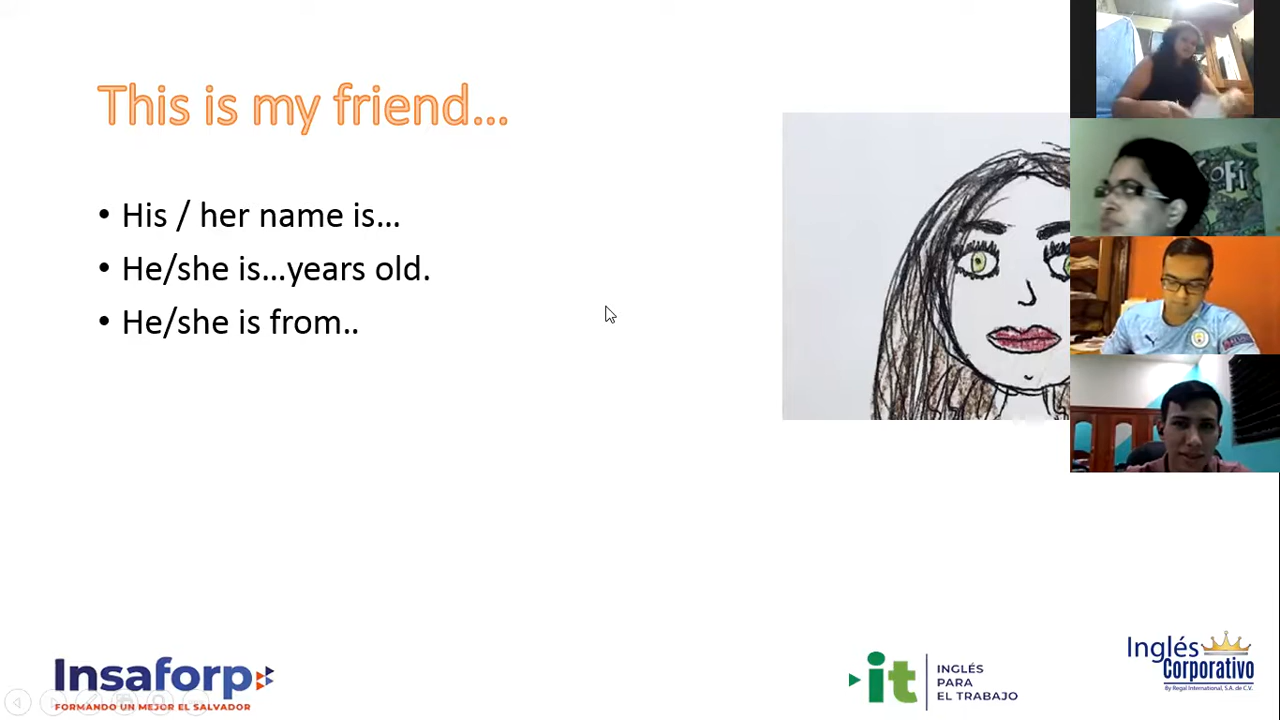 This is my friend...
• His / her name is...
• He/she is...years old.
• He/she is from..
Insaforp
FORMANDO UN MEJOR EL SALVADOR
it
INGLÉS
PARA
EL TRABAJO
Inglés
Corporativo
By Regal International, S.A. de C.V.